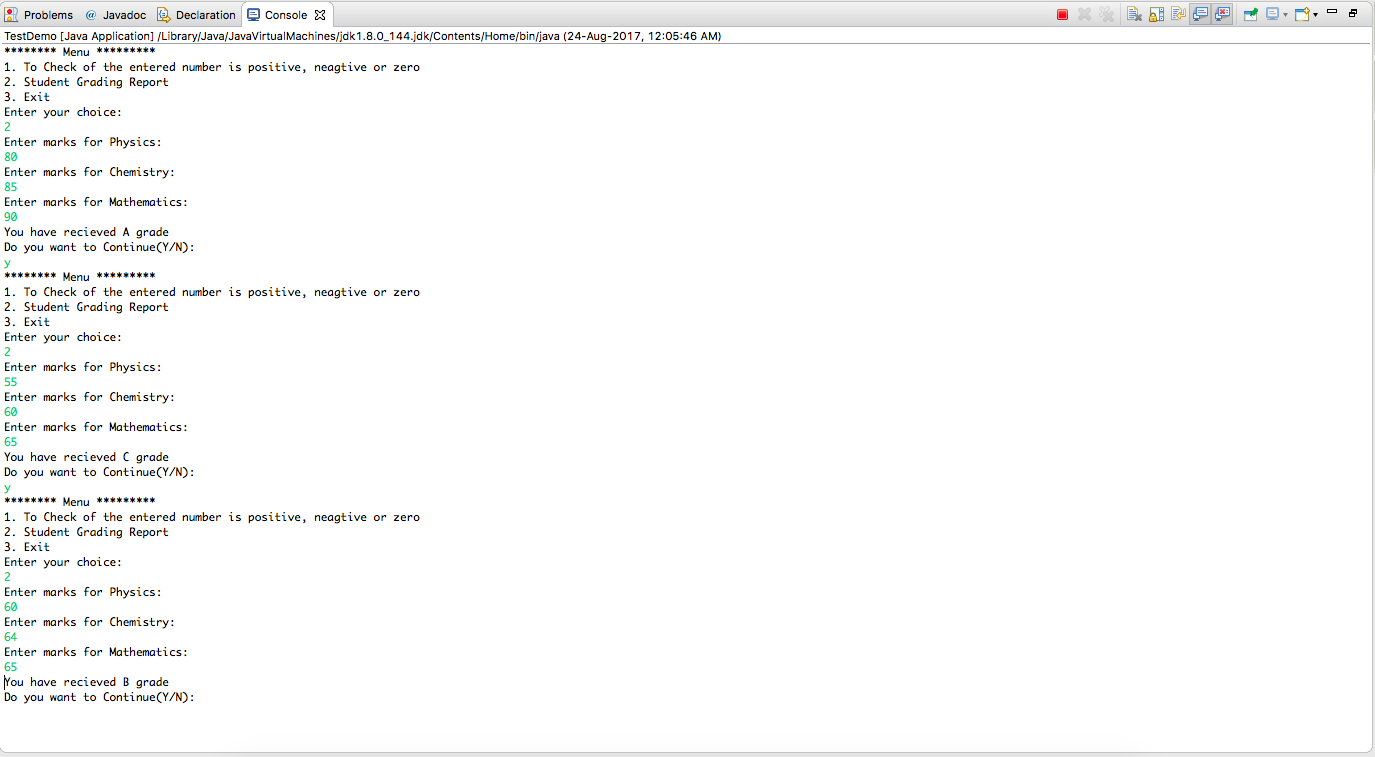 Problems @ Javadoc Declaration Console
TestDemo [Java Application] /Library/Java/JavaVirtualMachines/jdk1.8.0_144.jdk/Contents/Home/bin/java (24-Aug-2017, 12:05:46 AM)
******** Menu *********
1. To Check of the entered number is positive, neagtive or zero
2. Student Grading Report
3. Exit
Enter your choice:
2
Enter marks for Physics:
80
Enter marks for Chemistry:
85
Enter marks for Mathematics:
90
You have recieved A grade
Do you want to Continue(Y/N):
y
******** Menu *********
1. To Check of the entered number is positive, neagtive or zero
2. Student Grading Report
3. Exit
Enter your choice:
2
Enter marks for Physics:
55
Enter marks for Chemistry:
60
Enter marks for Mathematics:
65
You have recieved C grade
Do you want to Continue(Y/N):
y
******** Menu *********
1. To Check of the entered number is positive, neagtive or zero
2. Student Grading Report
3. Exit
Enter your choice:
2
Enter marks for Physics:
60
Enter marks for Chemistry:
64
Enter marks for Mathematics:
65
You have recieved B grade
Do you want to Continue(Y/N):